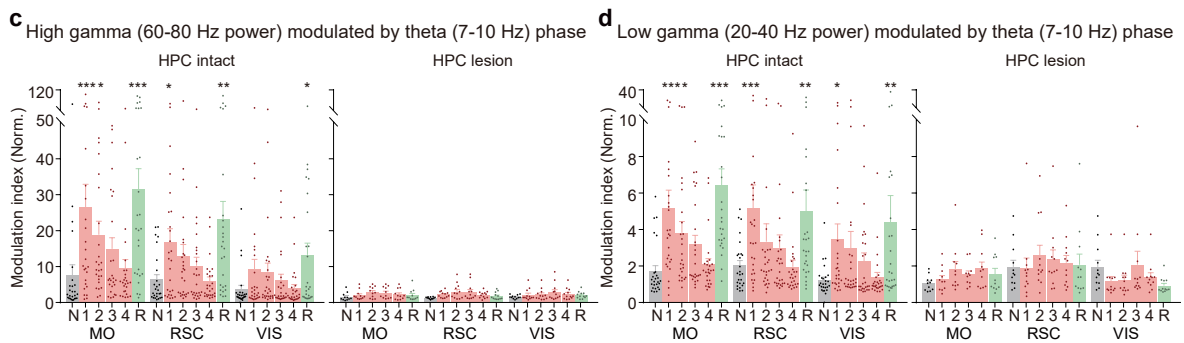 c
High gamma (60-80 Hz power) modulated by theta (7-10 Hz) phase
HPC intact
HPC lesion
Modulation index (Norm.)
120
50
40
30
20
10
0
*** * *** * ** *
N 1 2 3 4 R N 1 2 3 4 R N 1 2 3 4 R
MO RSC VIS
N 1 2 3 4 R N 1 2 3 4 R N 1 2 3 4 R
MO RSC VIS
d
Low gamma (20-40 Hz power) modulated by theta (7-10 Hz) phase
HPC intact
HPC lesion
Modulation index (Norm.)
40
10
8
6
4
2
0
**** *** *** ** * **
N 1 2 3 4 R N 1 2 3 4 R N 1 2 3 4 R
MO RSC VIS
N 1 2 3 4 R N 1 2 3 4 R N 1 2 3 4 R
MO RSC VIS